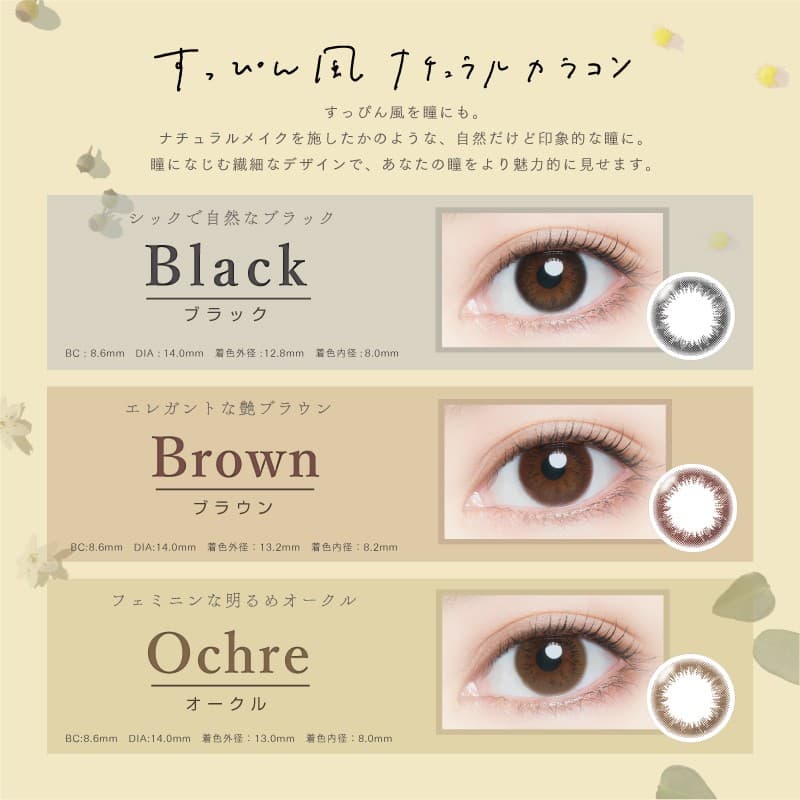 すっぴん風 ナチュラルカラコン
すっぴん風を瞳にも。
ナチュラルメイクを施したかのような、自然だけど印象的な瞳に。
瞳になじむ繊細なデザインで、あなたの瞳をより魅力的に見せます。
シックで自然なブラック
Black
ブラック
BC : 8.6mm DIA : 14.0mm 着色外径 : 12.8mm 着色内径 : 8.0mm
エレガントな艶ブラウン
Brown
ブラウン
BC:8.6mm DIA:14.0mm 着色外径：13.2mm 着色内径：8.2mm
フェミニンな明るめオークル
Ochre
オークル
BC:8.6mm DIA:14.0mm 着色外径：13.0mm 着色内径：8.0mm